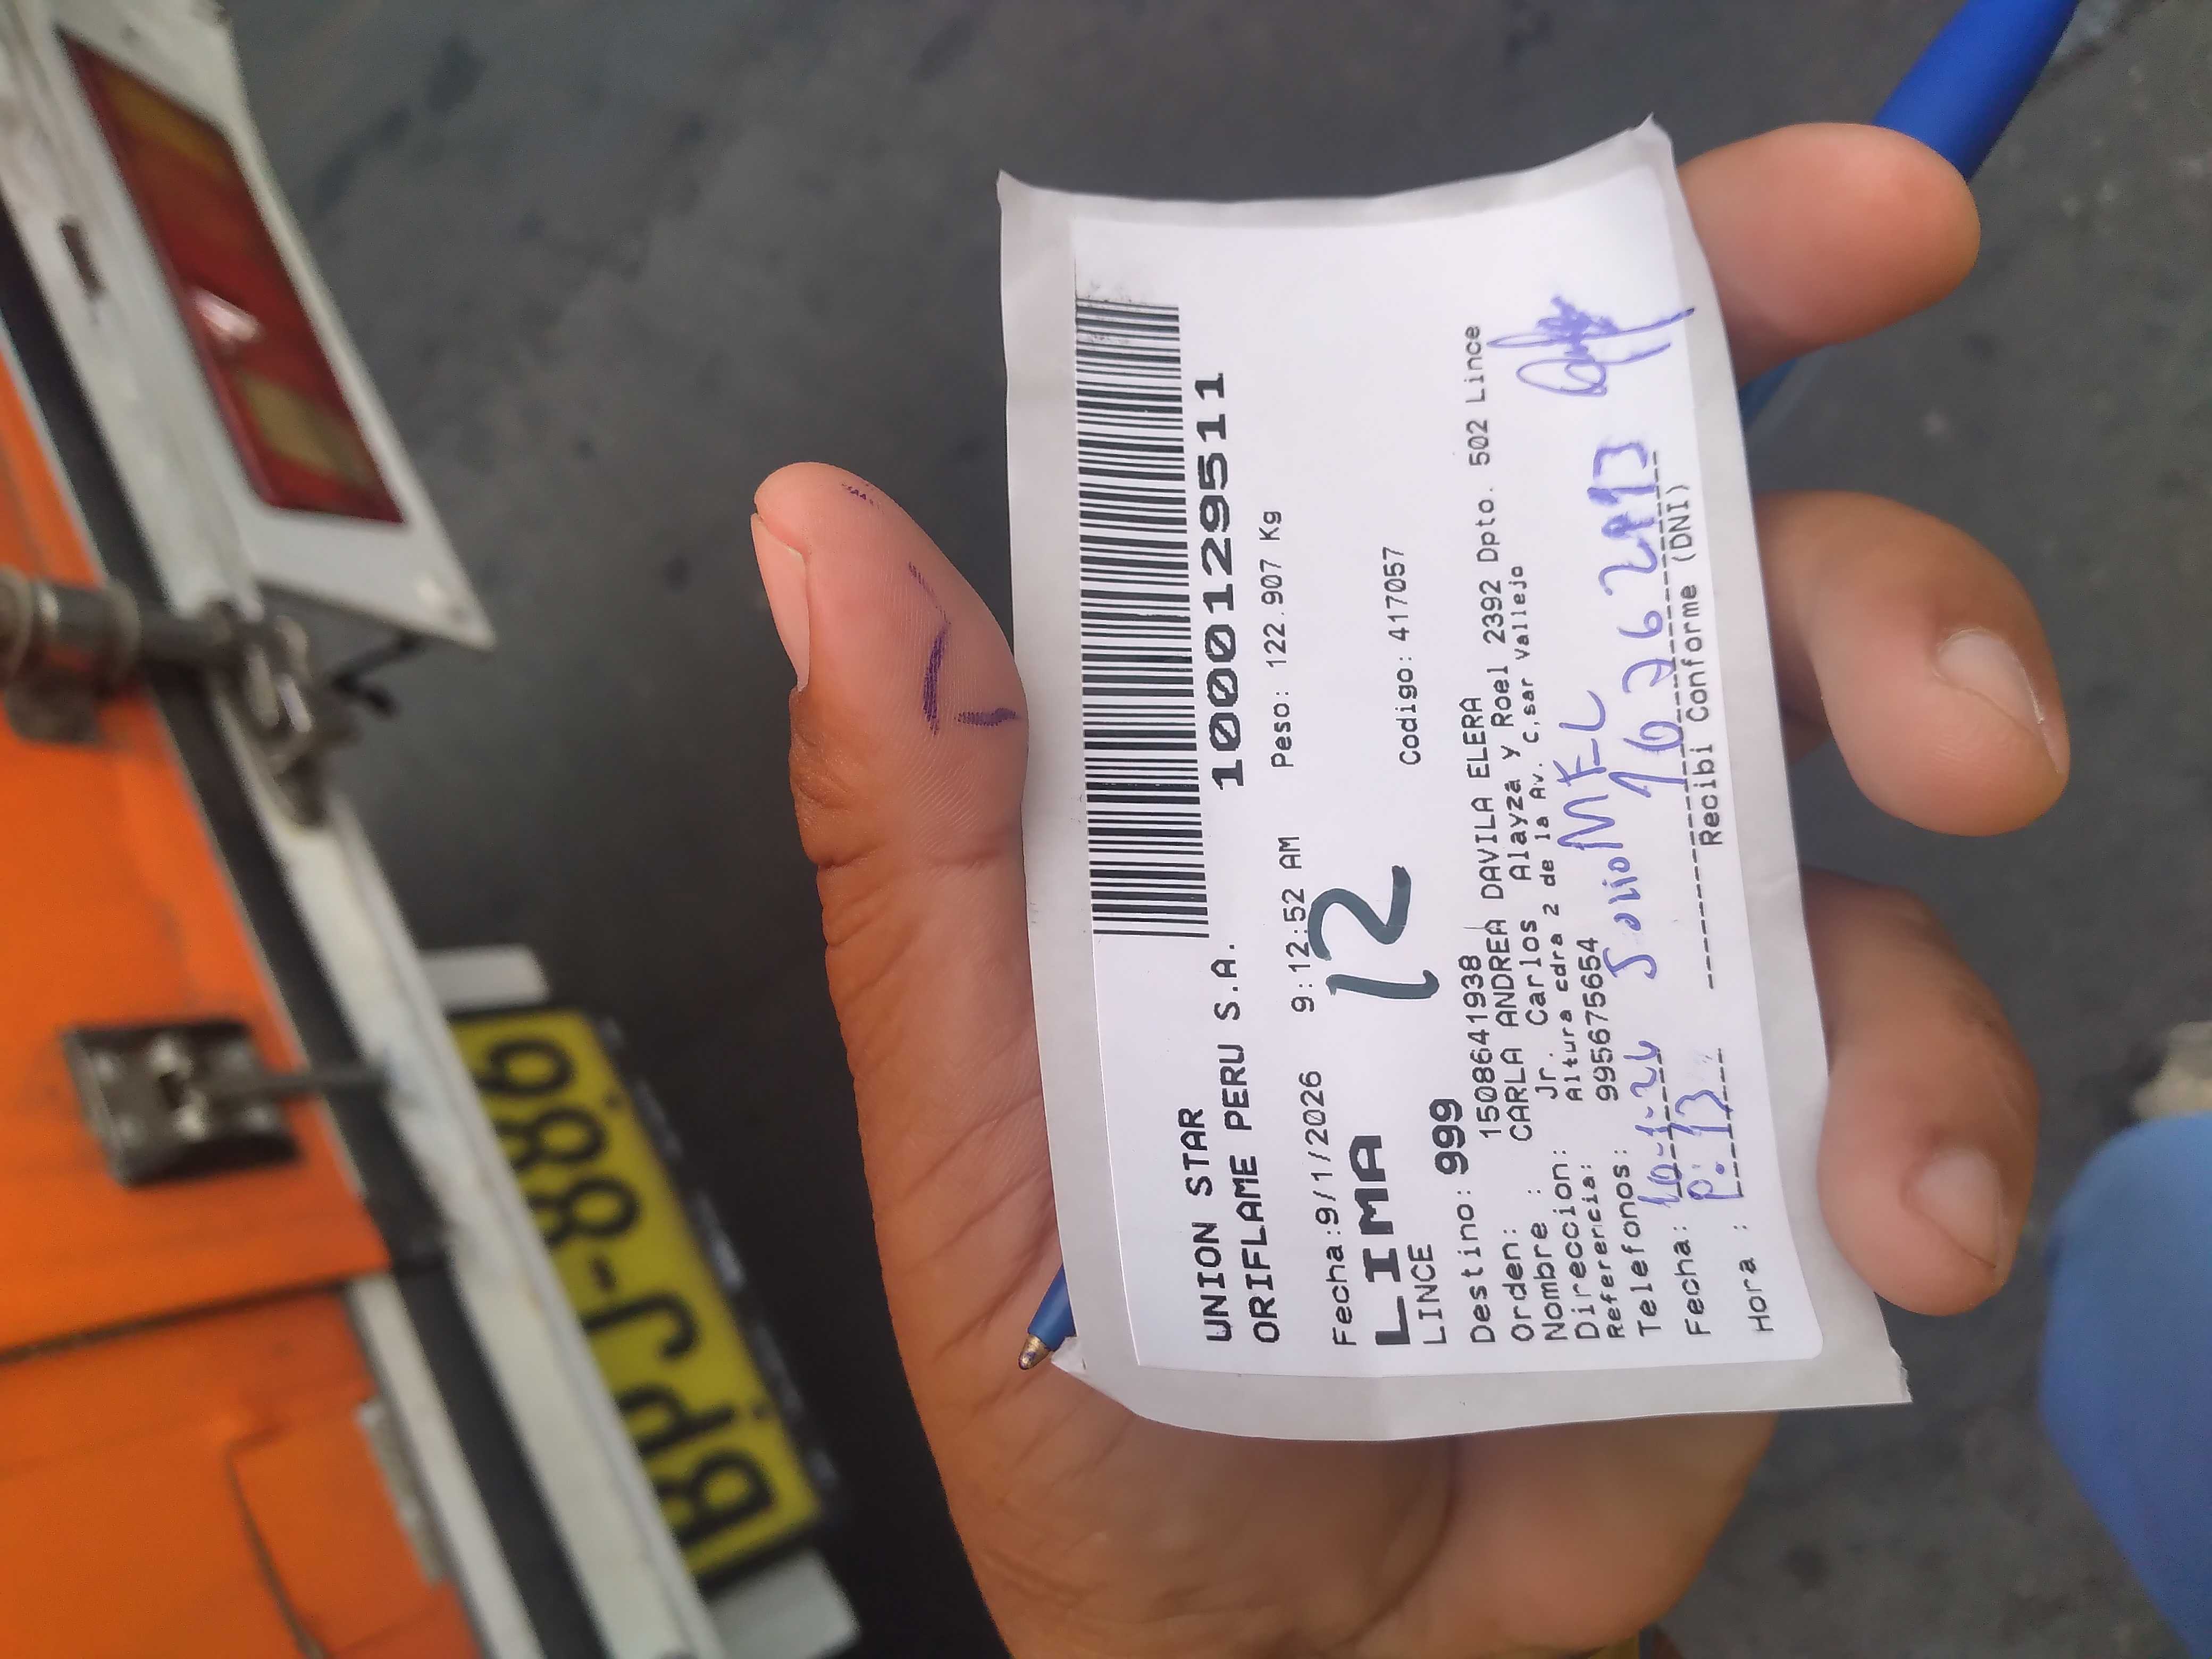 UNION STAR
ORIFLAME PERU S.A. 1000129511
Fecha:9/1/2026 9:12:52 AM Peso: 122.907 Kg
LIMA 12
LINCE
Destino: 999 Codigo: 417057
Orden: 1508641938
Nombre : CARLA ANDREA DAVILA ELERA
Direccion: Jr. Carlos Alayza y Roel 2392 Dpto. 502 Lince
Referencia: Altura cdra 2 de la Av. C,sar Vallejo
Telefonos: 995675654
Fecha: 10-1-26
Hora :
Recibi Conforme (DNI)
BPJ-886